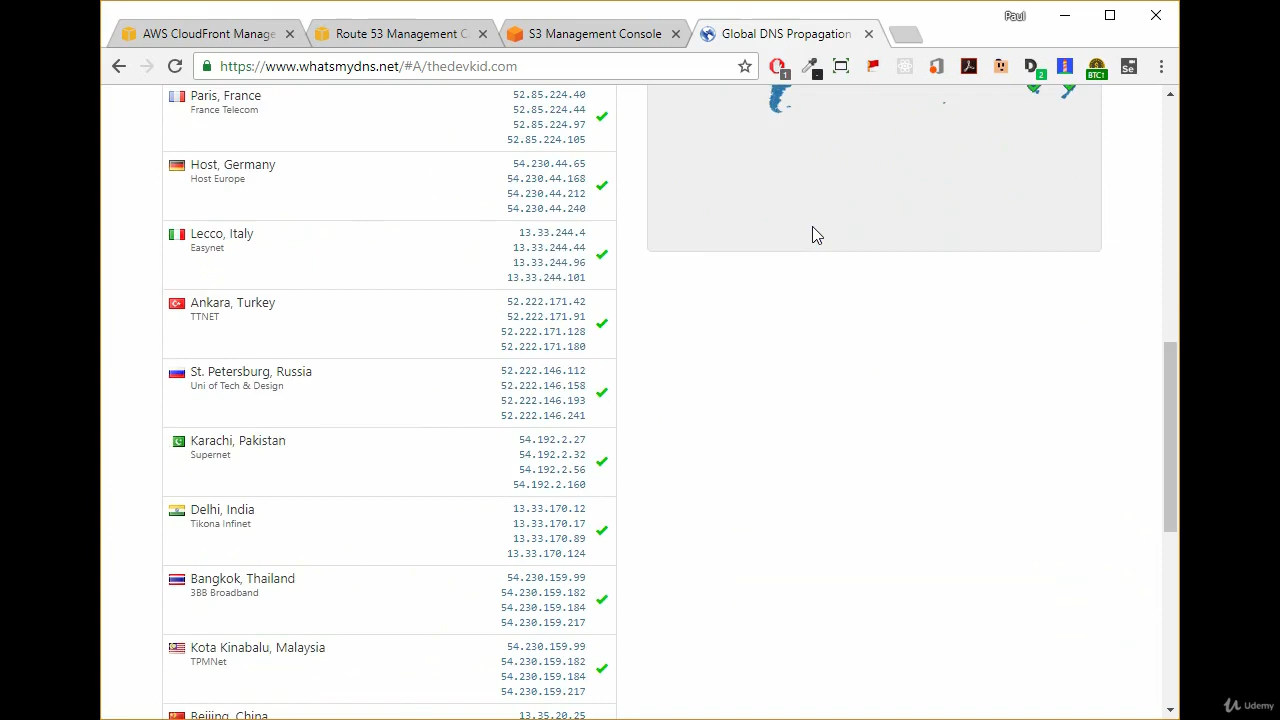 Paul
AWS CloudFront Manage
Route 53 Management C
S3 Management Console
Global DNS Propagation
https://www.whatsmydns.net/#A/thedevkid.com
1
-
D
2
BTC1
Se
Paris, France
France Telecom
52.85.224.40
52.85.224.44
52.85.224.97
52.85.224.105
Host, Germany
Host Europe
54.230.44.65
54.230.44.168
54.230.44.212
54.230.44.240
Lecco, Italy
Easynet
13.33.244.4
13.33.244.44
13.33.244.96
13.33.244.101
Ankara, Turkey
TTNET
52.222.171.42
52.222.171.91
52.222.171.128
52.222.171.180
St. Petersburg, Russia
Uni of Tech & Design
52.222.146.112
52.222.146.158
52.222.146.193
52.222.146.241
Karachi, Pakistan
Supernet
54.192.2.27
54.192.2.32
54.192.2.56
54.192.2.160
Delhi, India
Tikona Infinet
13.33.170.12
13.33.170.17
13.33.170.89
13.33.170.124
Bangkok, Thailand
3BB Broadband
54.230.159.99
54.230.159.182
54.230.159.184
54.230.159.217
Kota Kinabalu, Malaysia
TPMNet
54.230.159.99
54.230.159.182
54.230.159.184
54.230.159.217
Beijing, China
13.35.20.25
Udemy